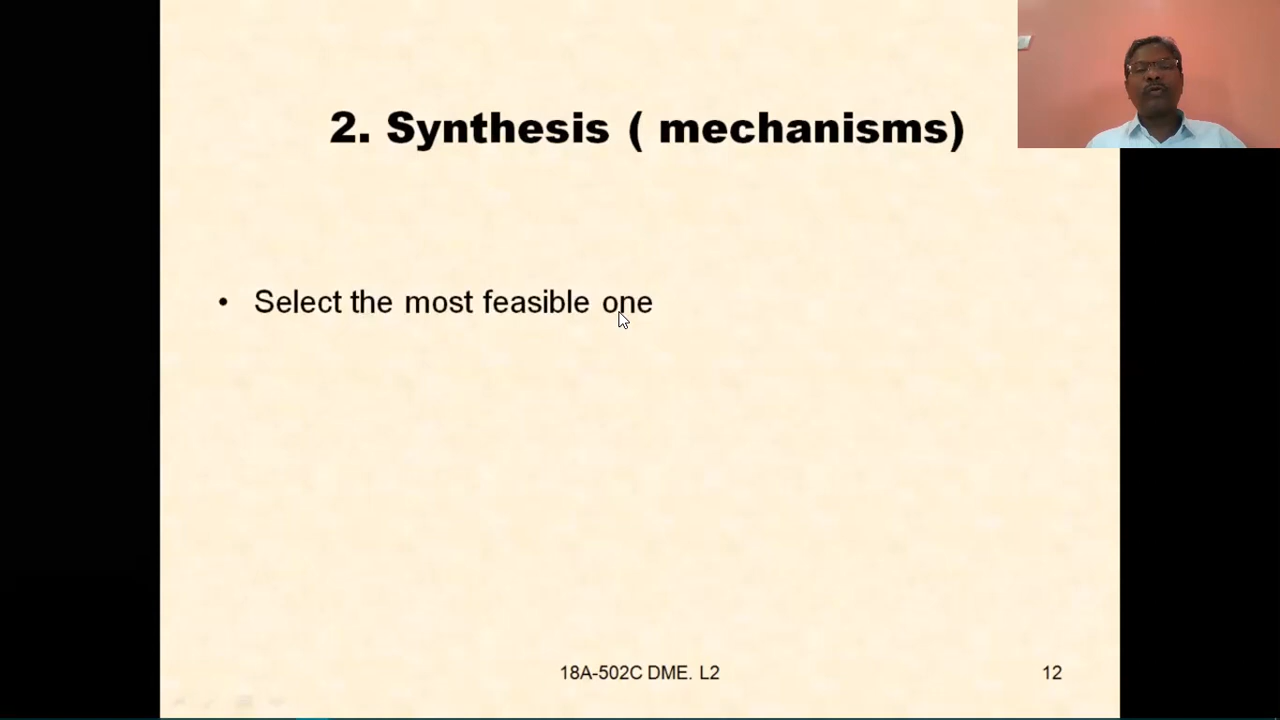 2. Synthesis ( mechanisms)
• Select the most feasible one
18A-502C DME. L2
12